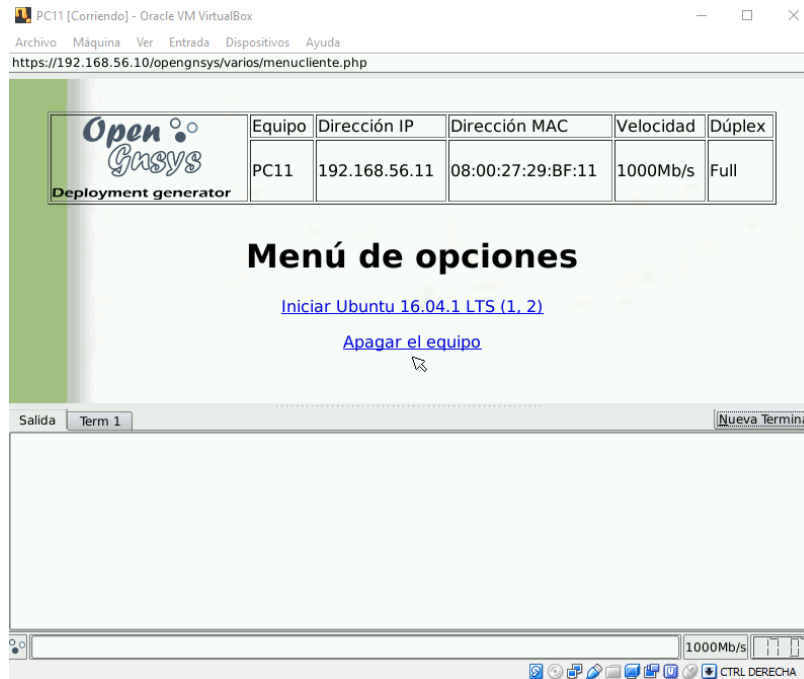 PC11 [Corriendo] - Oracle VM VirtualBox
Archivo Máquina Ver Entrada Dispositivos Ayuda
https://192.168.56.10/opengnsys/varios/menucliente.php
Open Gnsys
Deployment generator
Equipo Dirección IP Dirección MAC Velocidad Dúplex
PC11 192.168.56.11 08:00:27:29:BF:11 1000Mb/s Full
Menú de opciones
Iniciar Ubuntu 16.04.1 LTS (1, 2)
Apagar el equipo
Salida Term 1 Nueva Termina
1000Mb/s
CTRL DERECHA